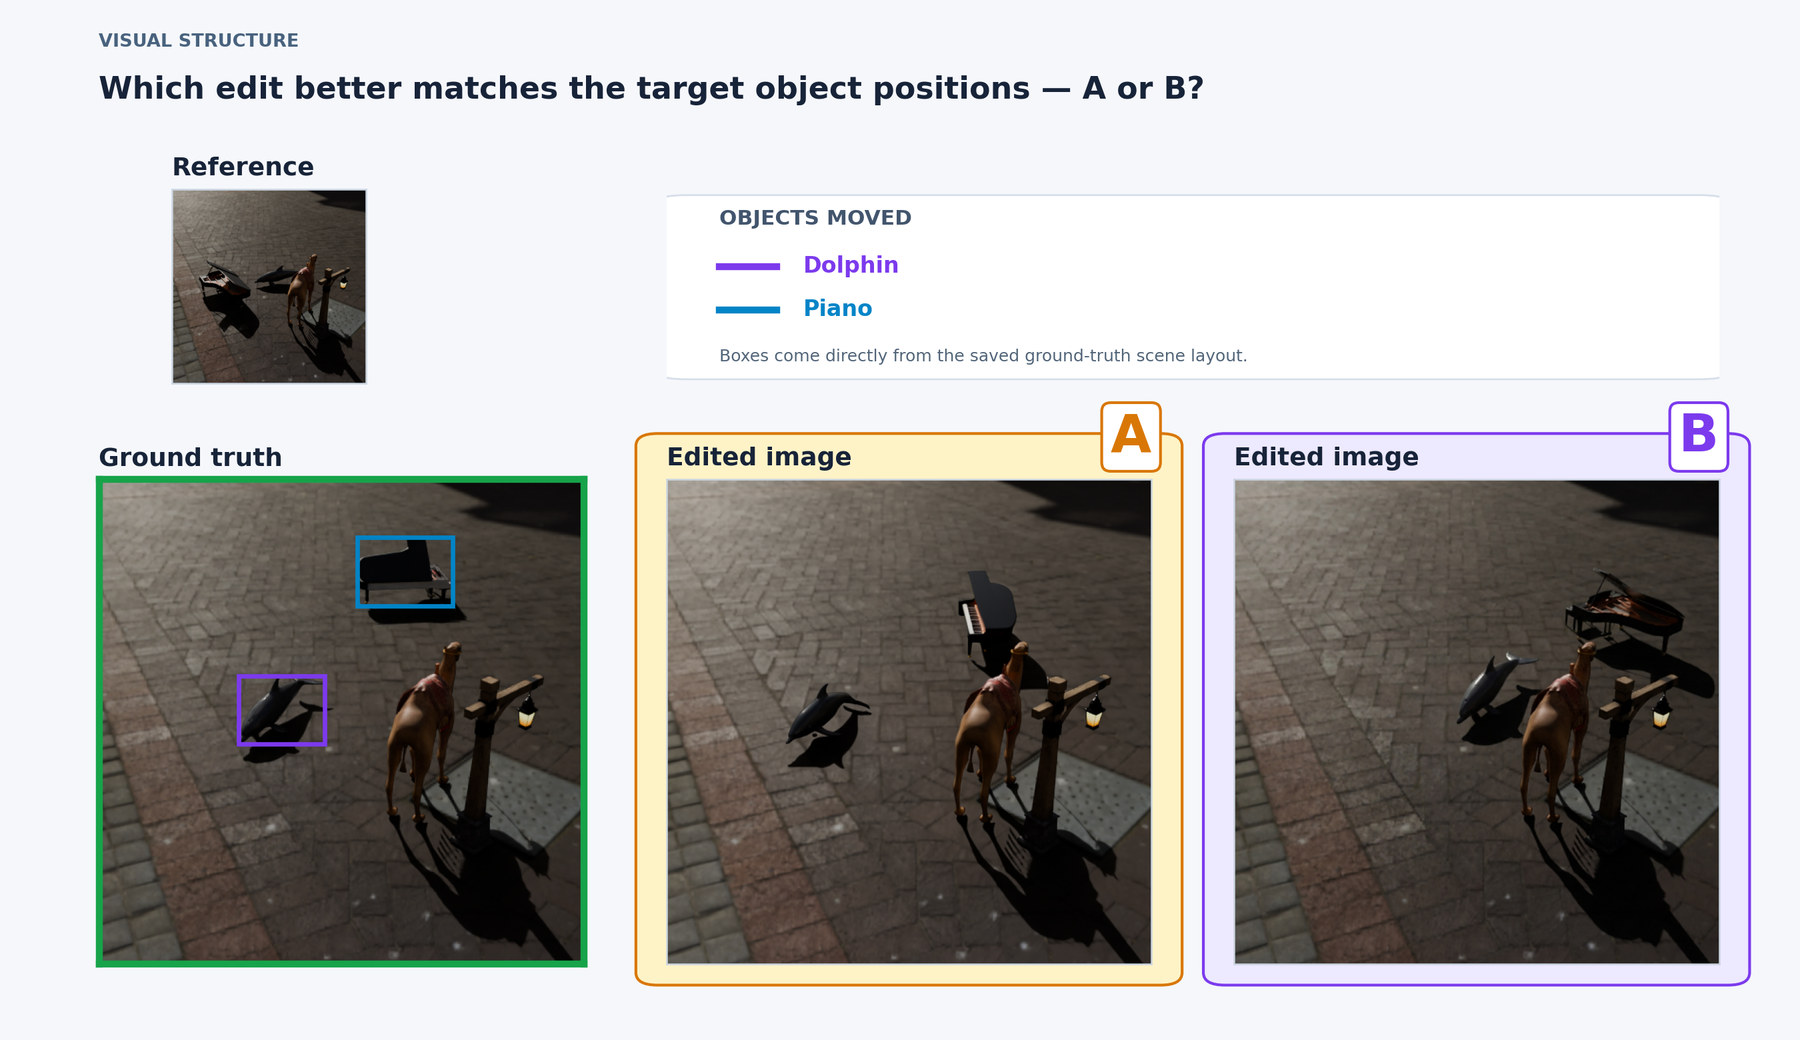 VISUAL STRUCTURE
Which edit better matches the target object positions — A or B?
Reference
OBJECTS MOVED
Dolphin
Piano
Boxes come directly from the saved ground-truth scene layout.
Ground truth
Edited image
A
Edited image
B